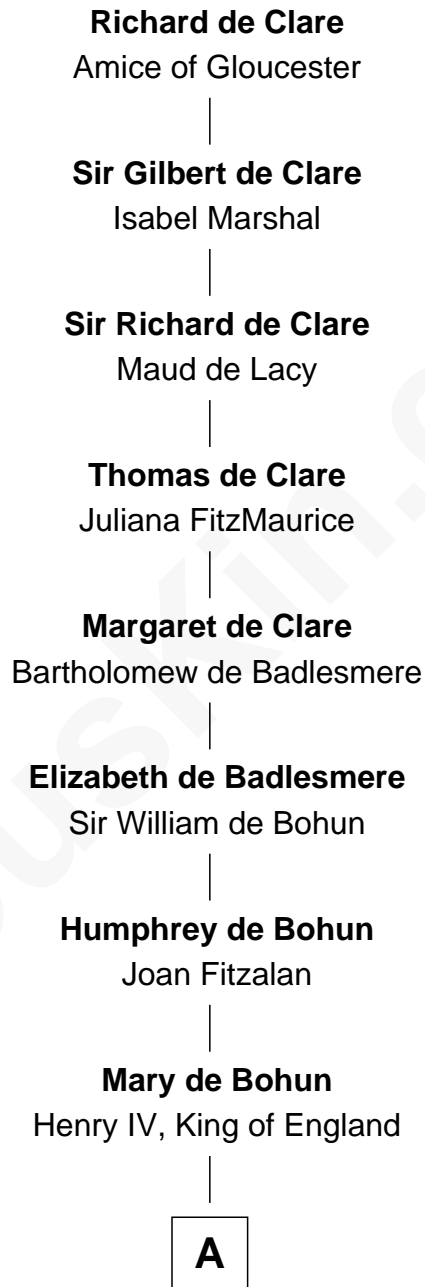 Richard de Clare
Amice of Gloucester
Sir Gilbert de Clare
Isabel Marshal
Sir Richard de Clare
Maud de Lacy
Thomas de Clare
Juliana FitzMaurice
Margaret de Clare
Bartholomew de Badlesmere
Elizabeth de Badlesmere
Sir William de Bohun
Humphrey de Bohun
Joan Fitzalan
Mary de Bohun
Henry IV, King of England
A